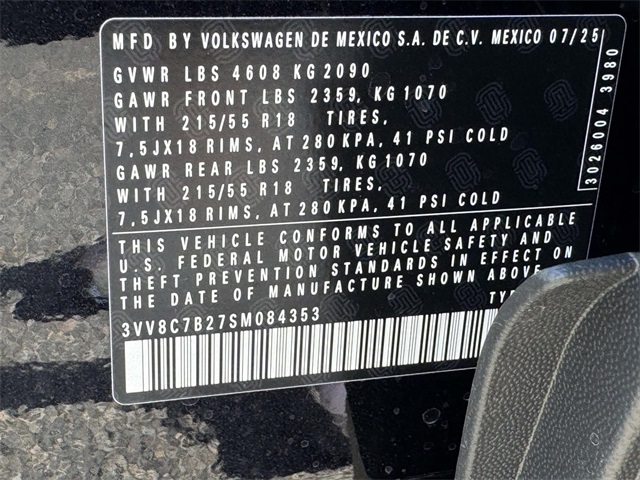 MFD BY VOLKSWAGEN DE MEXICO S.A. DE C.V. MEXICO 07/25
GVWR LBS 4608 KG 2090
GAWR FRONT LBS 2359, KG 1070
WITH 215/55 R18 TIRES,
7,5JX18 RIMS, AT 280 KPA, 41 PSI COLD
GAWR REAR LBS 2359, KG 1070
WITH 215/55 R18 TIRES,
7,5JX18 RIMS, AT 280 KPA, 41 PSI COLD
THIS VEHICLE CONFORMS TO ALL APPLICABLE
U.S. FEDERAL MOTOR VEHICLE SAFETY AND
THEFT PREVENTION STANDARDS IN EFFECT ON
THE DATE OF MANUFACTURE SHOWN ABOVE.
3VV8C7B27SM084353
3026004 3980